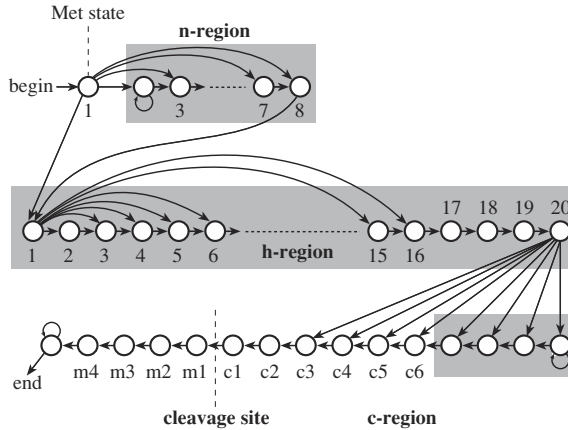 Met state
n-region
begin
1 3 7 8
17 18 19 20
1 2 3 4 5 6 15 16
h-region
m4 m3 m2 m1 c1 c2 c3 c4 c5 c6
end
cleavage site c-region